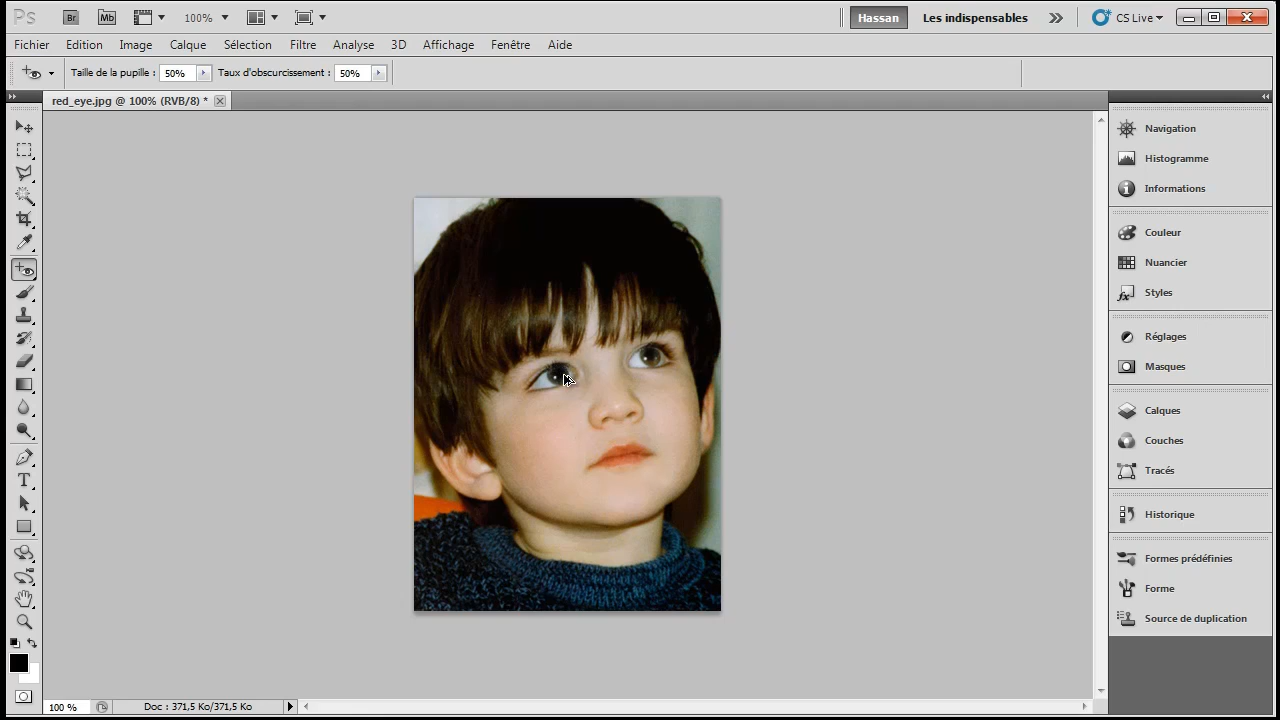 Ps Br Mb 100% Hassan Les indispensables CS Live
Fichier Edition Image Calque Sélection Filtre Analyse 3D Affichage Fenêtre Aide
Taille de la pupille : 50% Taux d'obscurcissement : 50%
red_eye.jpg @ 100% (RVB/8) *
Navigation
Histogramme
Informations
Couleur
Nuancier
Styles
Réglages
Masques
Calques
Couches
Tracés
Historique
Formes prédéfinies
Forme
Source de duplication
100 % Doc : 371,5 Ko/371,5 Ko